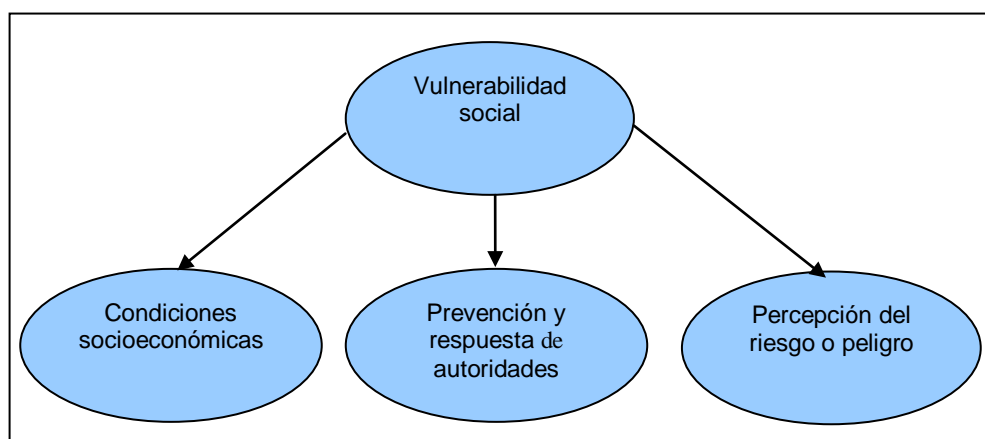 Vulnerabilidad
social
Condiciones
socioeconómicas
Prevención y
respuesta de
autoridades
Percepción del
riesgo o peligro